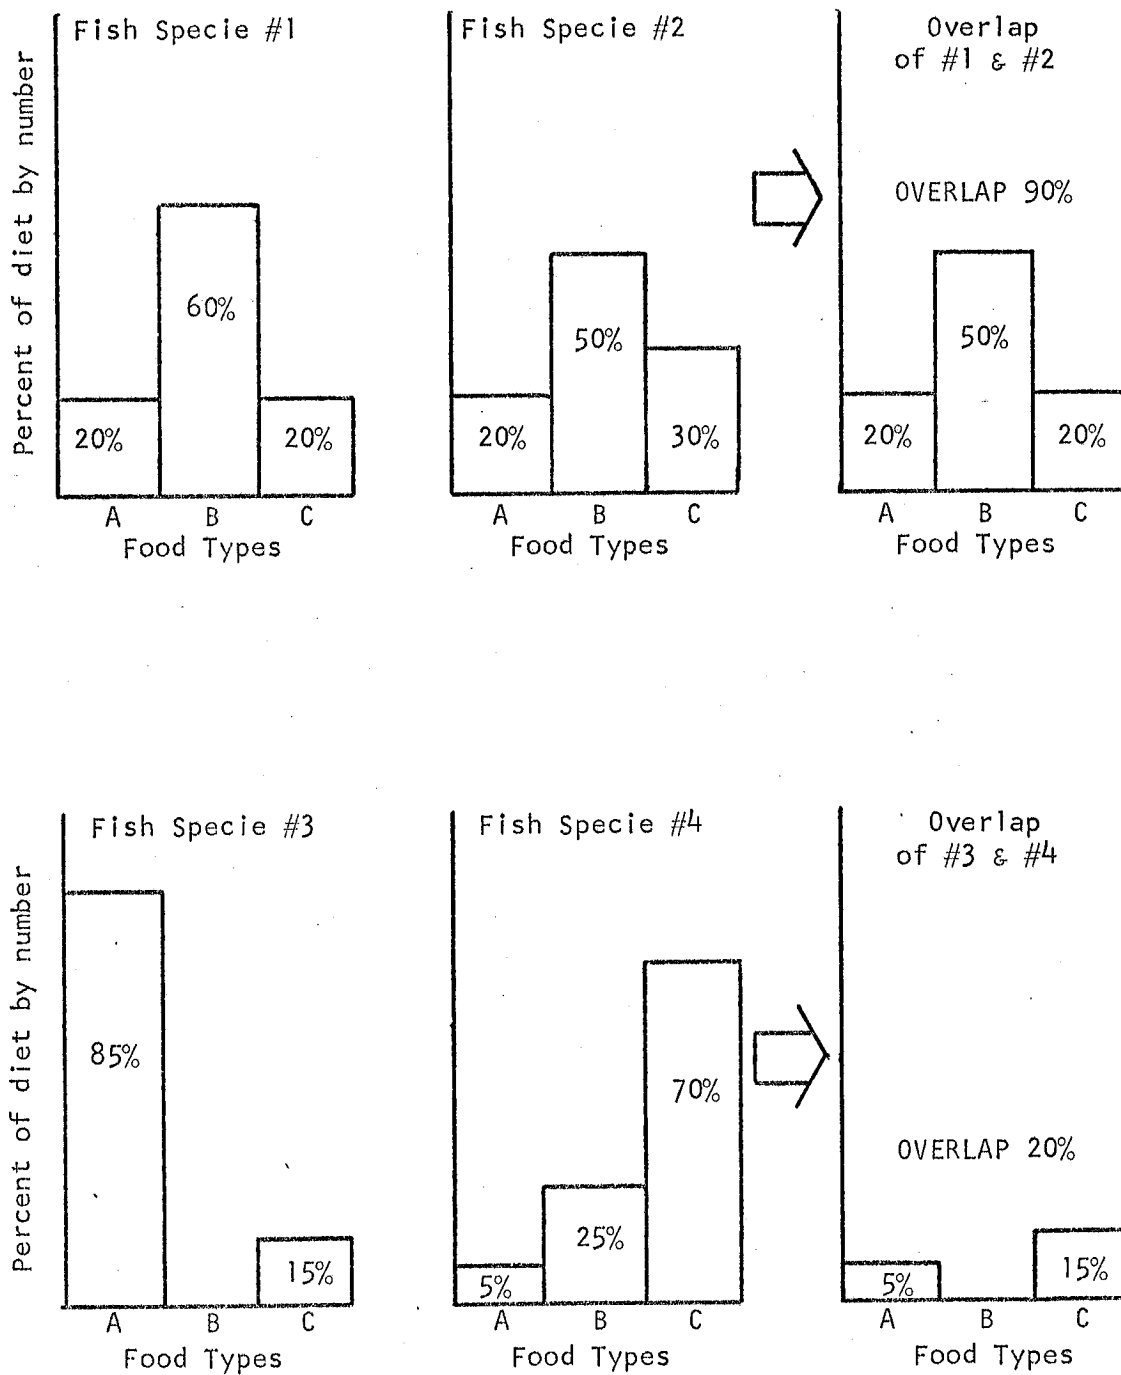 Percent of diet by number
Fish Specie #1
60%
20%
20%
A B C
Food Types
Fish Specie #2
50%
20%
30%
A B C
Food Types
Overlap
of #1 & #2
OVERLAP 90%
50%
20%
20%
A B C
Food Types
Percent of diet by number
Fish Specie #3
85%
15%
A B C
Food Types
Fish Specie #4
70%
25%
5%
A B C
Food Types
Overlap
of #3 & #4
OVERLAP 20%
5%
15%
A B C
Food Types